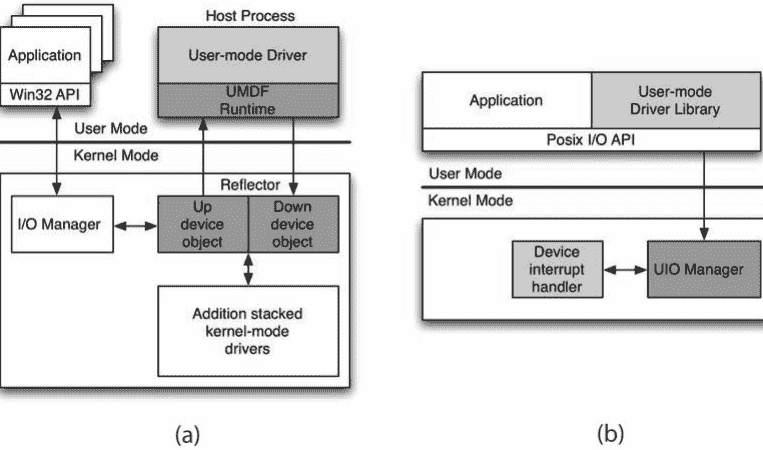 Host Process
Application
Win32 API
User-mode Driver
UMDF
Runtime
User Mode
Kernel Mode
Reflector
I/O Manager
Up
device
object
Down
device
object
Addition stacked
kernel-mode
drivers
(a)
Application
User-mode
Driver Library
Posix I/O API
User Mode
Kernel Mode
Device
interrupt
handler
UIO Manager
(b)